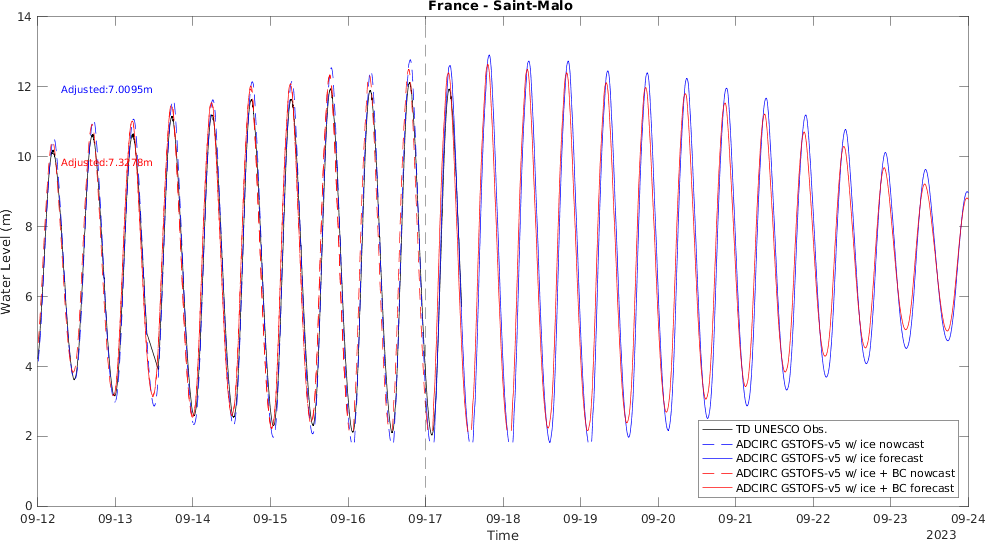 France - Saint-Malo
14
12
10
8
6
4
2
0
Water Level (m)
Adjusted:7.0095m
Adjusted:7.3278m
TD UNESCO Obs.
ADCIRC GSTOFS-v5 w/ ice nowcast
ADCIRC GSTOFS-v5 w/ ice forecast
ADCIRC GSTOFS-v5 w/ ice + BC nowcast
ADCIRC GSTOFS-v5 w/ ice + BC forecast
09-12 09-13 09-14 09-15 09-16 09-17 09-18 09-19 09-20 09-21 09-22 09-23 09-24
Time
2023